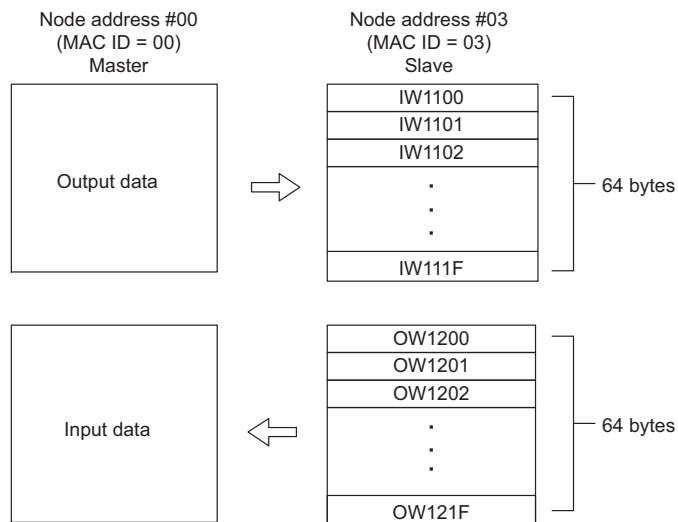 Node address #00
(MAC ID = 00)
Master
Node address #03
(MAC ID = 03)
Slave
Output data
IW1100
IW1101
IW1102
.
.
.
IW111F
64 bytes
Input data
OW1200
OW1201
OW1202
.
.
.
OW121F
64 bytes